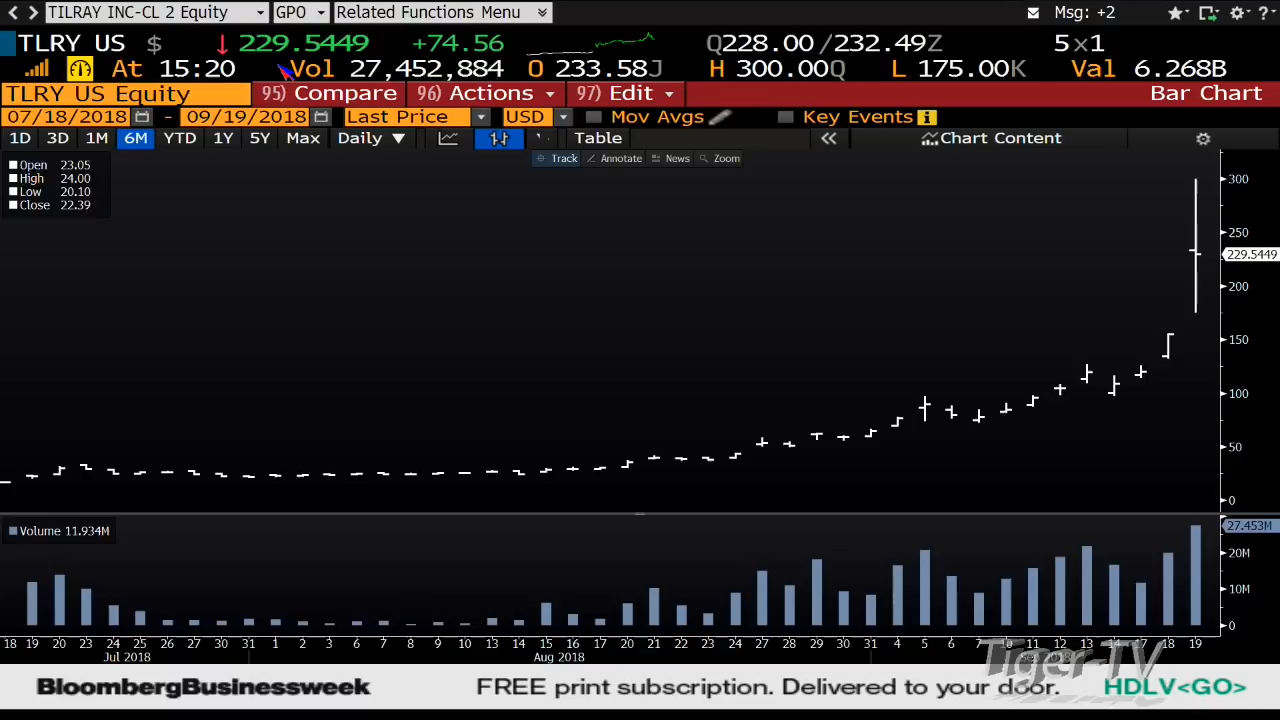 TILRAY INC-CL 2 Equity GPO Related Functions Menu Msg: +2 ?
TLRY US $ ↓ 229.5449 +74.56 Q228.00 /232.49Z 5x1
At 15:20 Vol 27,452,884 O 233.58J H 300.00Q L 175.00K Val 6.268B
TLRY US Equity 95) Compare 96) Actions 97) Edit Bar Chart
07/18/2018 - 09/19/2018 Last Price USD Mov Avgs Key Events i
1D 3D 1M 6M YTD 1Y 5Y Max Daily ▼ Table « Chart Content
Track Annotate News Zoom
Open 23.05
High 24.00
Low 20.10
Close 22.39
300
250
229.5449
200
150
100
50
0
Volume 11.934M
27.453M
20M
10M
0
18 19 20 23 24 25 26 27 30 31 1 2 3 6 7 8 9 10 13 14 15 16 17 20 21 22 23 24 27 28 29 30 31 4 5 6 7 10 11 12 13 14 17 18 19
Jul 2018 Aug 2018 Sep 2018
Tiger-TV
BloombergBusinessweek FREE print subscription. Delivered to your door. HDLV<GO>